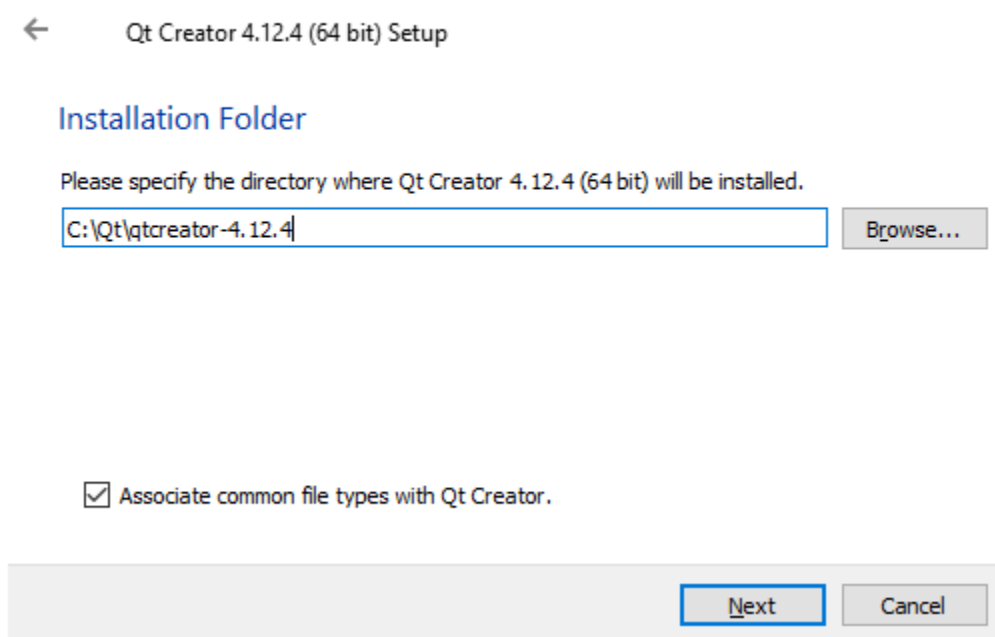 Qt Creator 4.12.4 (64 bit) Setup
Installation Folder
Please specify the directory where Qt Creator 4.12.4 (64 bit) will be installed.
C:\Qt\qtcreator-4.12.4
Browse...
Associate common file types with Qt Creator.
Next
Cancel